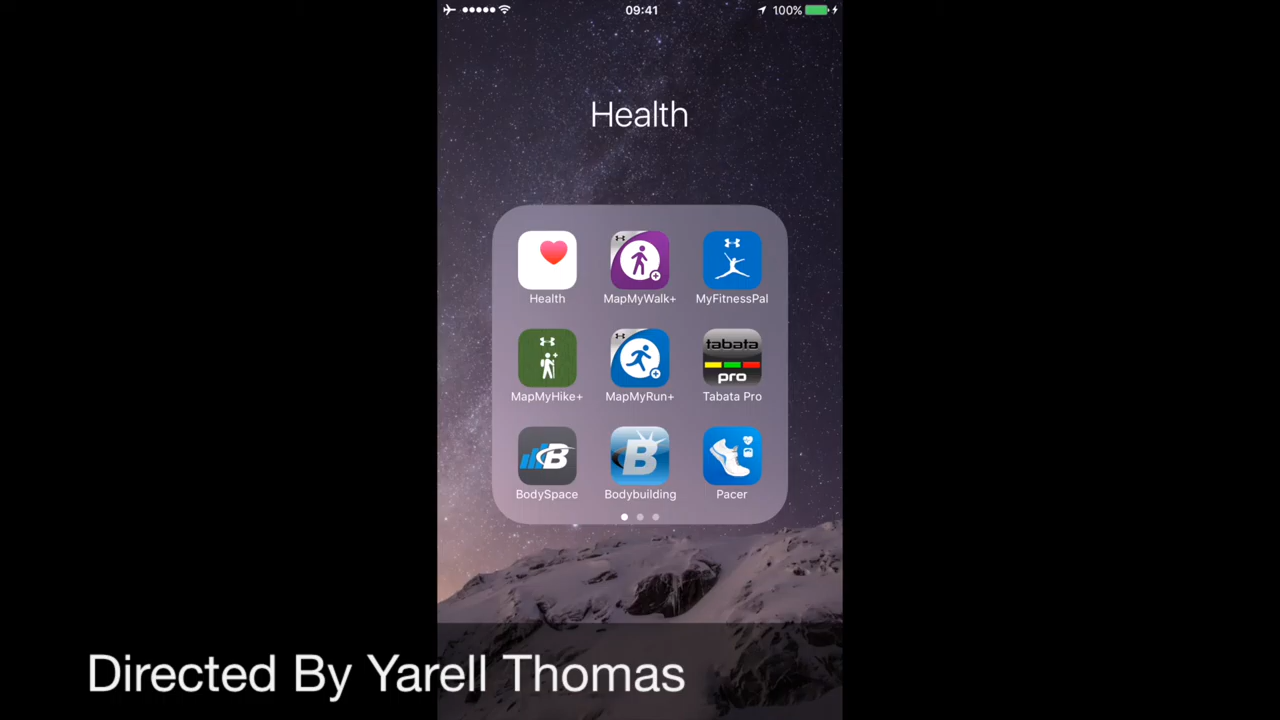 09:41
100%
Health
Health
MapMyWalk+
MyFitnessPal
tabata
pro
MapMyHike+
MapMyRun+
Tabata Pro
B
B
BodySpace
Bodybuilding
Pacer
Directed By Yarell Thomas